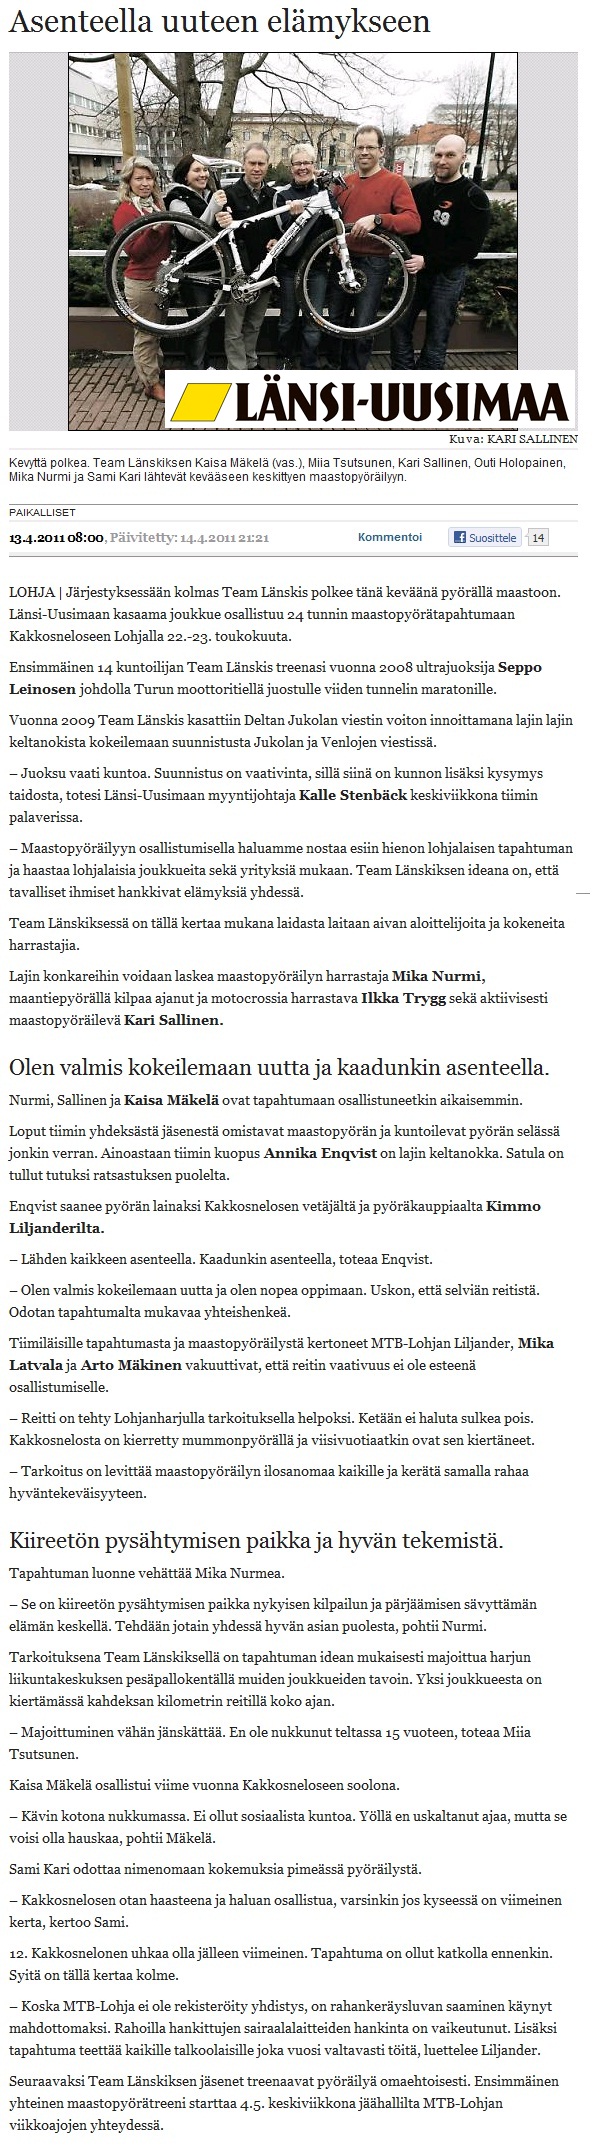 Asenteella uuteen elämykseen
LÄNSI-UUSIMAA
Kuva: KARI SALLINEN
Kevyttä polkea. Team Länskiksen Kaisa Mäkelä (vas.), Miia Tsutsunen, Kari Sallinen, Outi Holopainen,
Mika Nurmi ja Sami Kari lähtevät kevääseen keskittyen maastopyöräilyyn.
PAIKALLISET
13.4.2011 08:00, Päivitetty: 14.4.2011 21:21 Kommentoi Suosittele 14
LOHJA | Järjestyksessään kolmas Team Länskis polkee tänä keväänä pyörällä maastoon.
Länsi-Uusimaan kasaama joukkue osallistuu 24 tunnin maastopyörätapahtumaan
Kakkosneloseen Lohjalla 22.-23. toukokuuta.
Ensimmäinen 14 kuntoilijan Team Länskis treenasi vuonna 2008 ultrajuoksija Seppo
Leinosen johdolla Turun moottoritiellä juostulle viiden tunnelin maratonille.
Vuonna 2009 Team Länskis kasattiin Deltan Jukolan viestin voiton innoittamana lajin lajin
keltanokista kokeilemaan suunnistusta Jukolan ja Venlojen viestissä.
– Juoksu vaati kuntoa. Suunnistus on vaativinta, sillä siinä on kunnon lisäksi kysymys
taidosta, totesi Länsi-Uusimaan myyntijohtaja Kalle Stenbäck keskiviikkona tiimin
palaverissa.
– Maastopyöräilyyn osallistumisella haluamme nostaa esiin hienon lohjalaisen tapahtuman
ja haastaa lohjalaisia joukkueita sekä yrityksiä mukaan. Team Länskiksen ideana on, että
tavalliset ihmiset hankkivat elämyksiä yhdessä.
Team Länskiksessä on tällä kertaa mukana laidasta laitaan aivan aloittelijoita ja kokeneita
harrastajia.
Lajin konkareihin voidaan laskea maastopyöräilyn harrastaja Mika Nurmi,
maantiepyörällä kilpaa ajanut ja motocrossia harrastava Ilkka Trygg sekä aktiivisesti
maastopyöräilevä Kari Sallinen.
Olen valmis kokeilemaan uutta ja kaadunkin asenteella.
Nurmi, Sallinen ja Kaisa Mäkelä ovat tapahtumaan osallistuneetkin aikaisemmin.
Loput tiimin yhdeksästä jäsenestä omistavat maastopyörän ja kuntoilevat pyörän selässä
jonkin verran. Ainoastaan tiimin kuopus Annika Enqvist on lajin keltanokka. Satula on
tullut tutuksi ratsastuksen puolelta.
Enqvist saanee pyörän lainaksi Kakkosnelosen vetäjältä ja pyöräkauppiaalta Kimmo
Liljanderilta.
– Lähden kaikkeen asenteella. Kaadunkin asenteella, toteaa Enqvist.
– Olen valmis kokeilemaan uutta ja olen nopea oppimaan. Uskon, että selviän reitistä.
Odotan tapahtumalta mukavaa yhteishenkeä.
Tiimiläisille tapahtumasta ja maastopyöräilystä kertoneet MTB-Lohjan Liljander, Mika
Latvala ja Arto Mäkinen vakuuttivat, että reitin vaativuus ei ole esteenä
osallistumiselle.
– Reitti on tehty Lohjanharjulla tarkoituksella helpoksi. Ketään ei haluta sulkea pois.
Kakkosnelosta on kierretty mummonpyörällä ja viisivuotiaatkin ovat sen kiertäneet.
– Tarkoitus on levittää maastopyöräilyn ilosanomaa kaikille ja kerätä samalla rahaa
hyväntekeväisyyteen.
Kiireetön pysähtymisen paikka ja hyvän tekemistä.
Tapahtuman luonne vehättää Mika Nurmea.
– Se on kiireetön pysähtymisen paikka nykyisen kilpailun ja pärjäämisen sävyttämän
elämän keskellä. Tehdään jotain yhdessä hyvän asian puolesta, pohtii Nurmi.
Tarkoituksena Team Länskiksellä on tapahtuman idean mukaisesti majoittua harjun
liikuntakeskuksen pesäpallokentällä muiden joukkueiden tavoin. Yksi joukkueesta on
kiertämässä kahdeksan kilometrin reitillä koko ajan.
– Majoittuminen vähän jänskättää. En ole nukkunut teltassa 15 vuoteen, toteaa Miia
Tsutsunen.
Kaisa Mäkelä osallistui viime vuonna Kakkosneloseen soolona.
– Kävin kotona nukkumassa. Ei ollut sosiaalista kuntoa. Yöllä en uskaltanut ajaa, mutta se
voisi olla hauskaa, pohtii Mäkelä.
Sami Kari odottaa nimenomaan kokemuksia pimeässä pyöräilystä.
– Kakkosnelosen otan haasteena ja haluan osallistua, varsinkin jos kyseessä on viimeinen
kerta, kertoo Sami.
12. Kakkosnelonen uhkaa olla jälleen viimeinen. Tapahtuma on ollut katkolla ennenkin.
Syitä on tällä kertaa kolme.
– Koska MTB-Lohja ei ole rekisteröity yhdistys, on rahankeräysluvan saaminen käynyt
mahdottomaksi. Rahoilla hankittujen sairaalalaitteiden hankinta on vaikeutunut. Lisäksi
tapahtuma teettää kaikille talkoolaisille joka vuosi valtavasti töitä, luettelee Liljander.
Seuraavaksi Team Länskiksen jäsenet treenaavat pyöräilyä omaehtoisesti. Ensimmäinen
yhteinen maastopyörätreeni starttaa 4.5. keskiviikkona jäähallilta MTB-Lohjan
viikkoajojen yhteydessä.